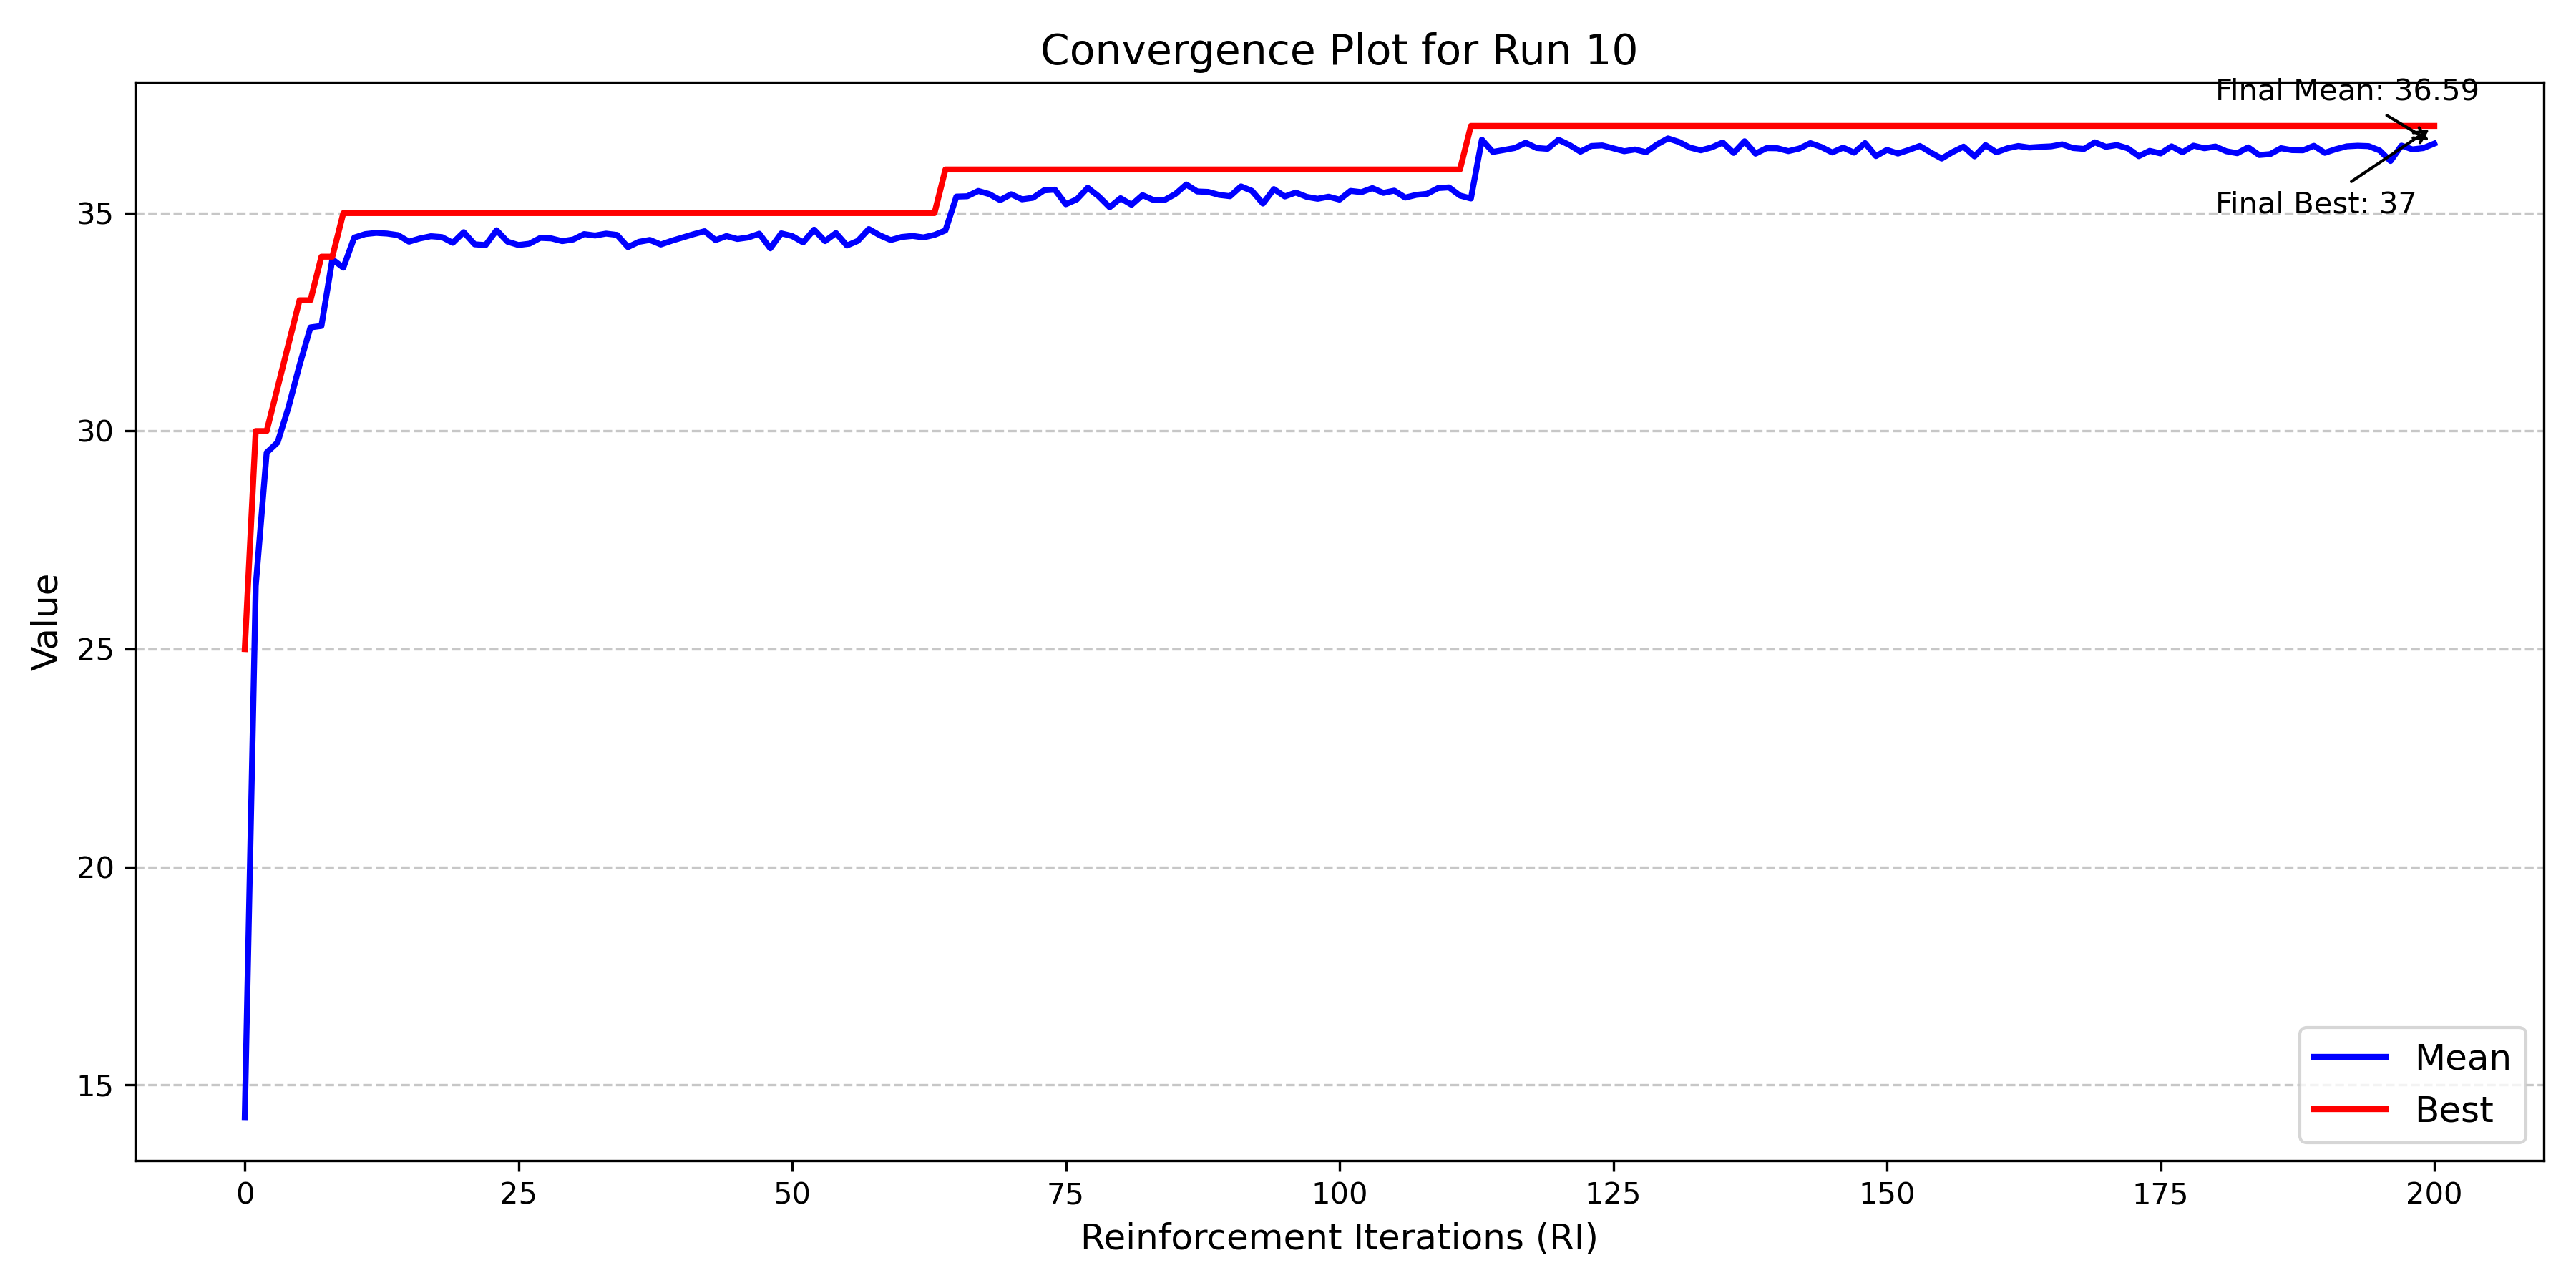 Convergence Plot for Run 10
Final Mean: 36.59
Final Best: 37
Value
35
30
25
20
15
0 25 50 75 100 125 150 175 200
Reinforcement Iterations (RI)
Mean
Best